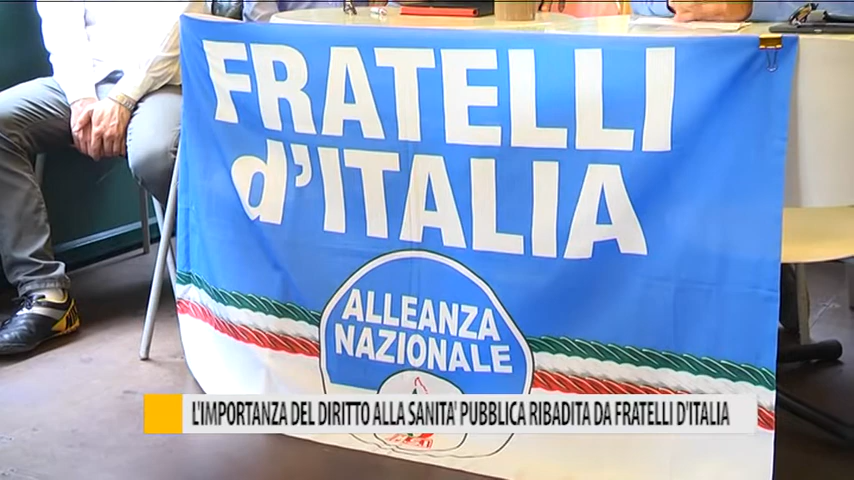 FRATELLI
d'ITALIA
ALLEANZA
NAZIONALE
L'IMPORTANZA DEL DIRITTO ALLA SANITA' PUBBLICA RIBADITA DA FRATELLI D'ITALIA